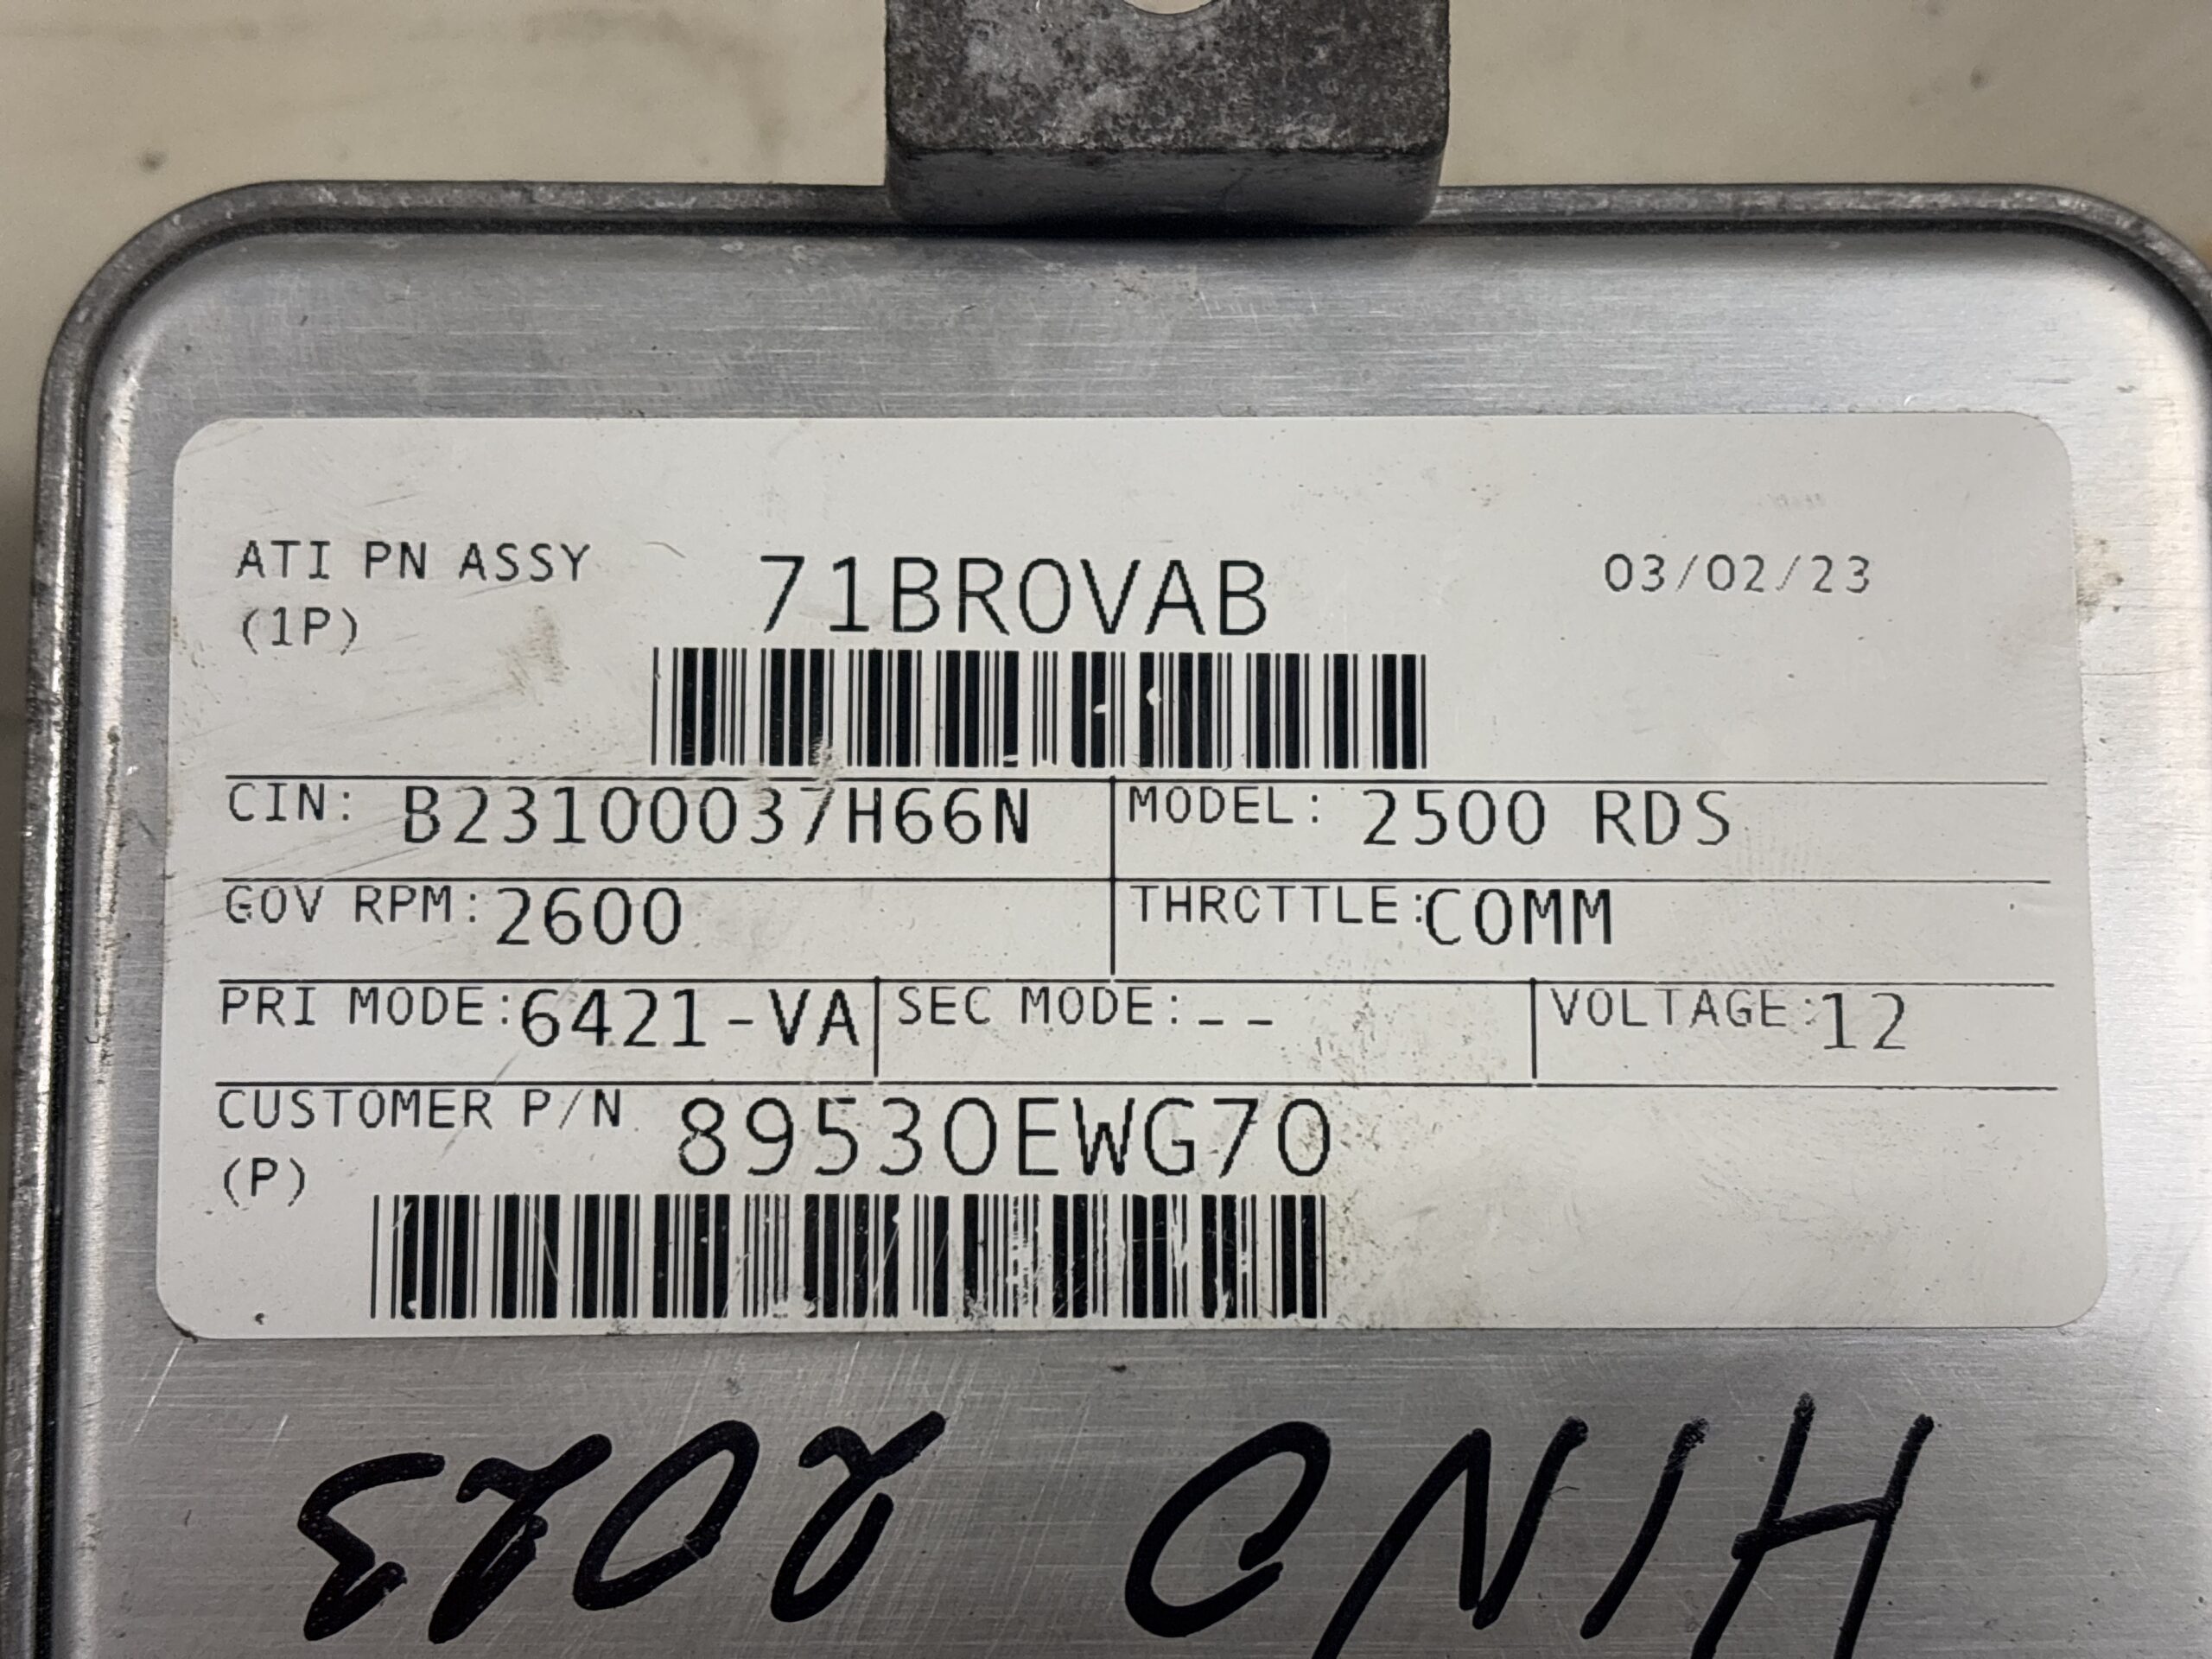 ATI PN ASSY 71BR0VAB 03/02/23
(1P)
CIN: B23100037H66N MODEL: 2500 RDS
GOV RPM: 2600 THROTTLE: COMM
PRI MODE: 6421-VA SEC MODE: -- VOLTAGE: 12
CUSTOMER P/N 89530EWG70
(P)
HINO 2023